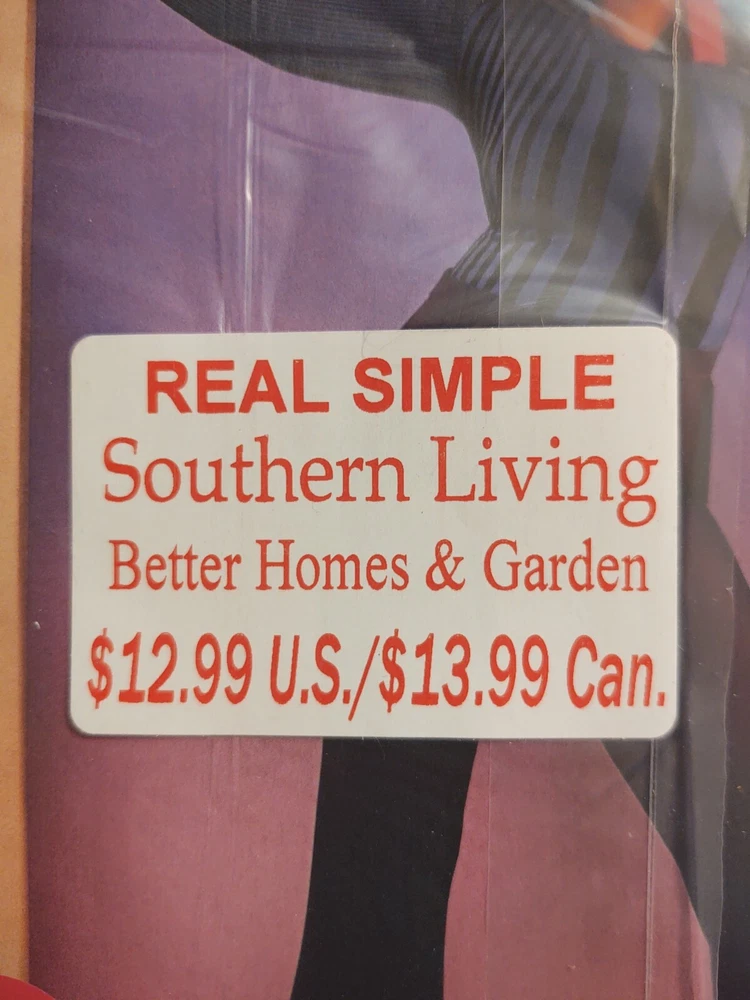 REAL SIMPLE
Southern Living
Better Homes & Garden
$12.99 U.S./$13.99 Can.